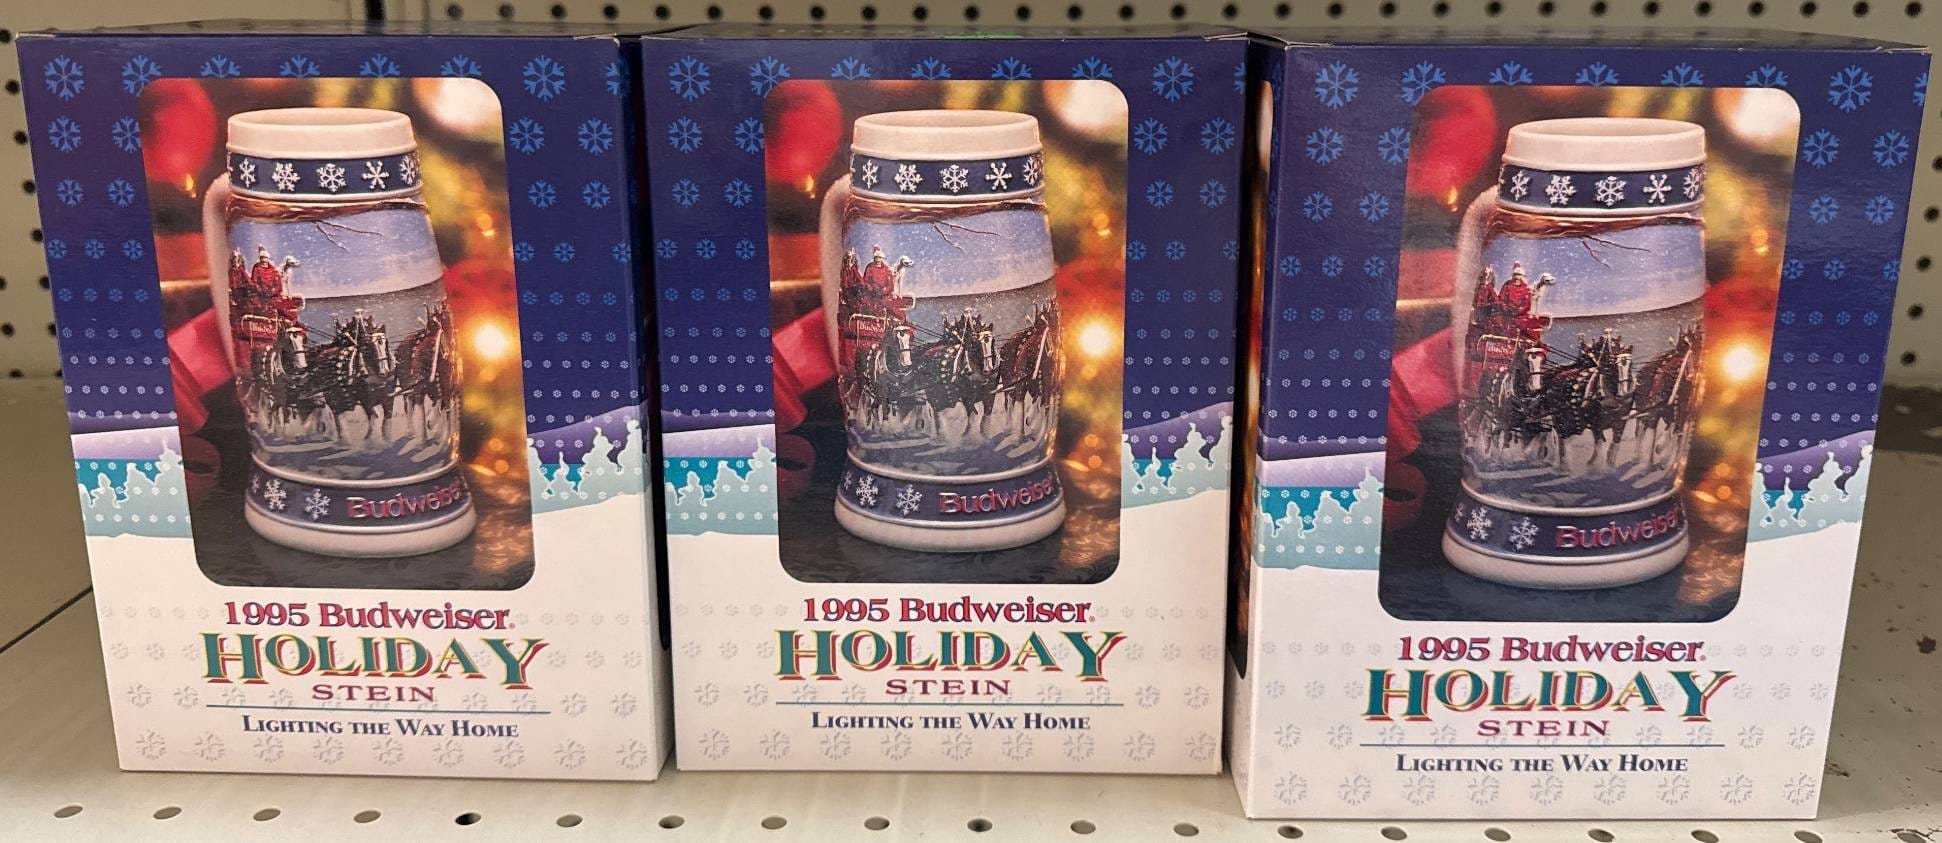 Budweiser
1995 Budweiser®
HOLIDAY
STEIN
LIGHTING THE WAY HOME
Budweiser
1995 Budweiser®
HOLIDAY
STEIN
LIGHTING THE WAY HOME
Budweiser
1995 Budweiser®
HOLIDAY
STEIN
LIGHTING THE WAY HOME